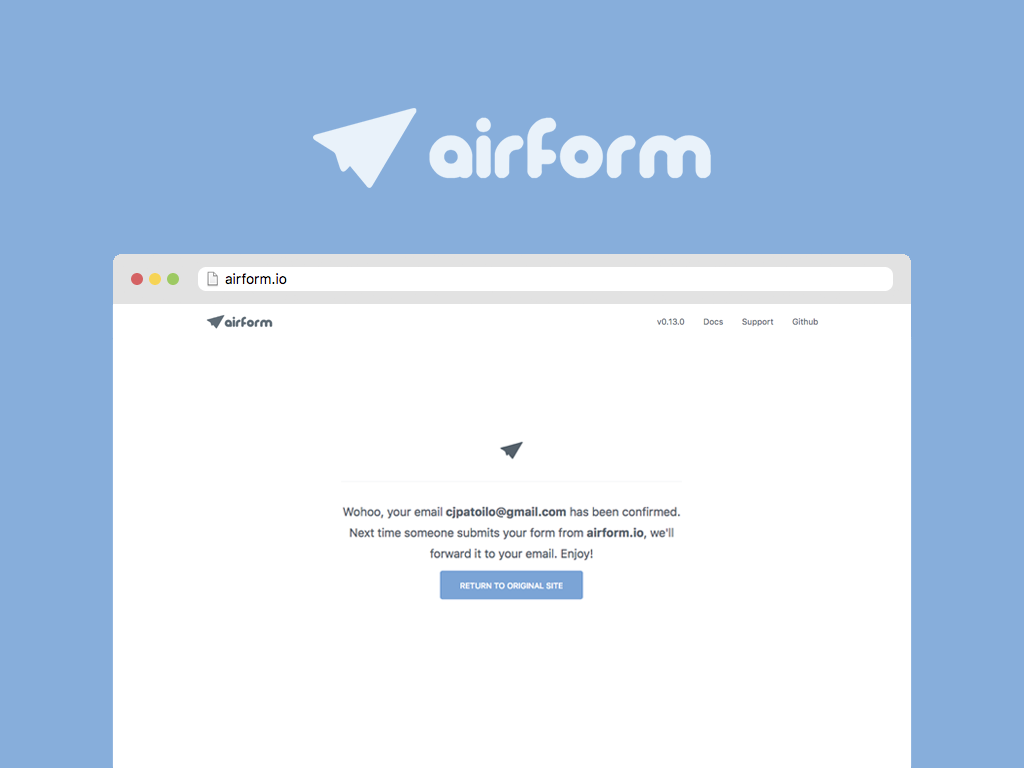 airform
airform.io
airform
v0.13.0 Docs Support Github
Wohoo, your email cjpatoilo@gmail.com has been confirmed.
Next time someone submits your form from airform.io, we'll
forward it to your email. Enjoy!
RETURN TO ORIGINAL SITE